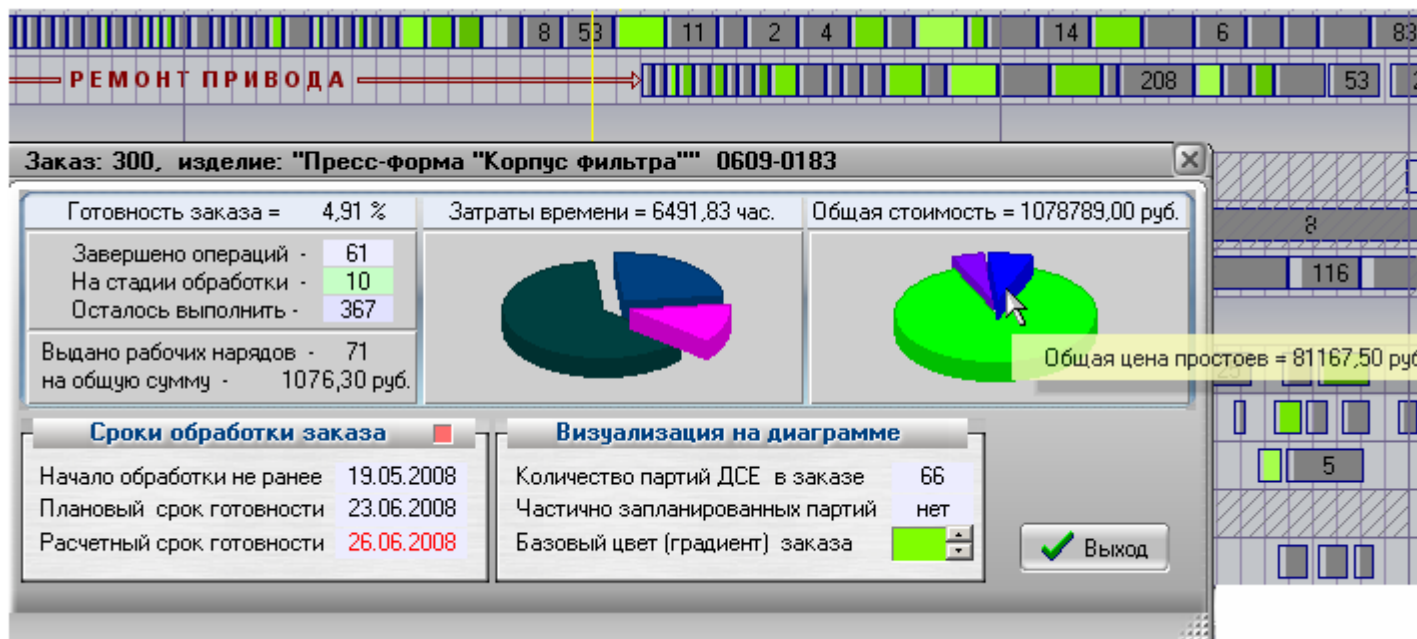 8 53 11 2 4 14 6 83
РЕМОНТ ПРИВОДА 208 53
Заказ: 300, изделие: "Пресс-форма "Корпус фильтра"" 0609-0183
Готовность заказа = 4,91 % Затраты времени = 6491,83 час. Общая стоимость = 1078789,00 руб.
8
Завершено операций - 61
На стадии обработки - 10
116
Осталось выполнить - 367
Выдано рабочих нарядов - 71
Общая цена простоев = 81167,50 руб
на общую сумму - 1076,30 руб.
Сроки обработки заказа
Визуализация на диаграмме
Начало обработки не ранее 19.05.2008
Количество партий ДСЕ в заказе 66
5
Плановый срок готовности 23.06.2008
Частично запланированных партий нет
Расчетный срок готовности 26.06.2008
Базовый цвет (градиент) заказа
Выход